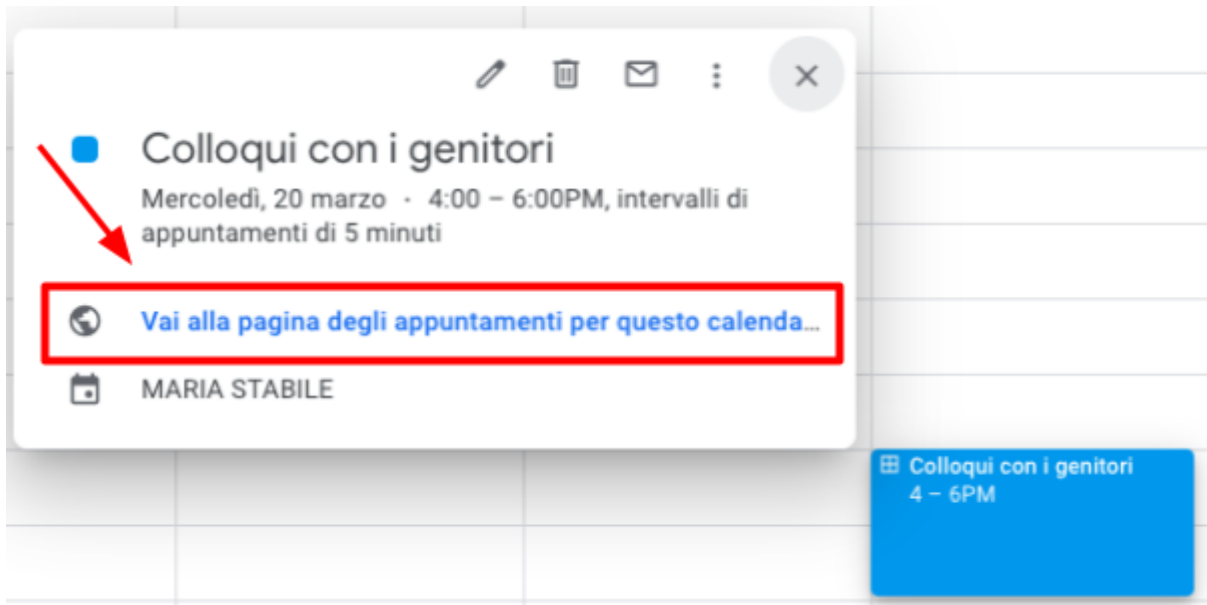 Colloqui con i genitori
Mercoledì, 20 marzo · 4:00 – 6:00PM, intervalli di
appuntamenti di 5 minuti
Vai alla pagina degli appuntamenti per questo calenda...
MARIA STABILE
Colloqui con i genitori
4 – 6PM